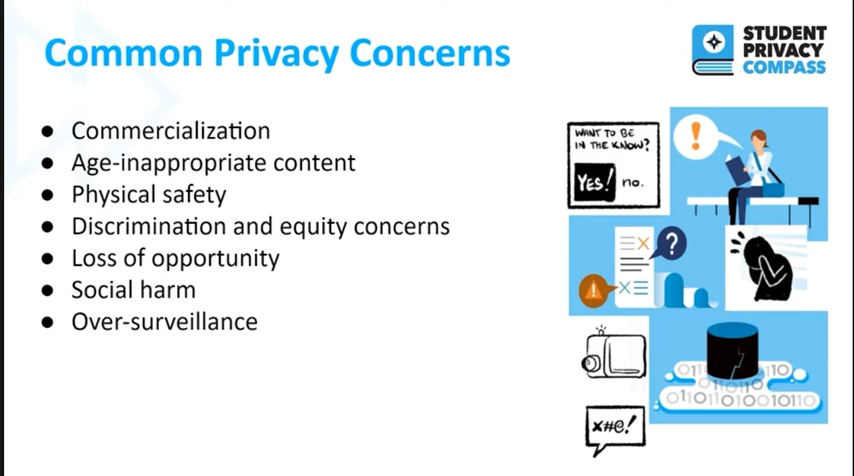 Common Privacy Concerns
STUDENT
PRIVACY
COMPASS
● Commercialization
● Age-inappropriate content
● Physical safety
● Discrimination and equity concerns
● Loss of opportunity
● Social harm
● Over-surveillance
WANT TO BE
IN THE KNOW?
YES! no.
!
?
!
x#@!